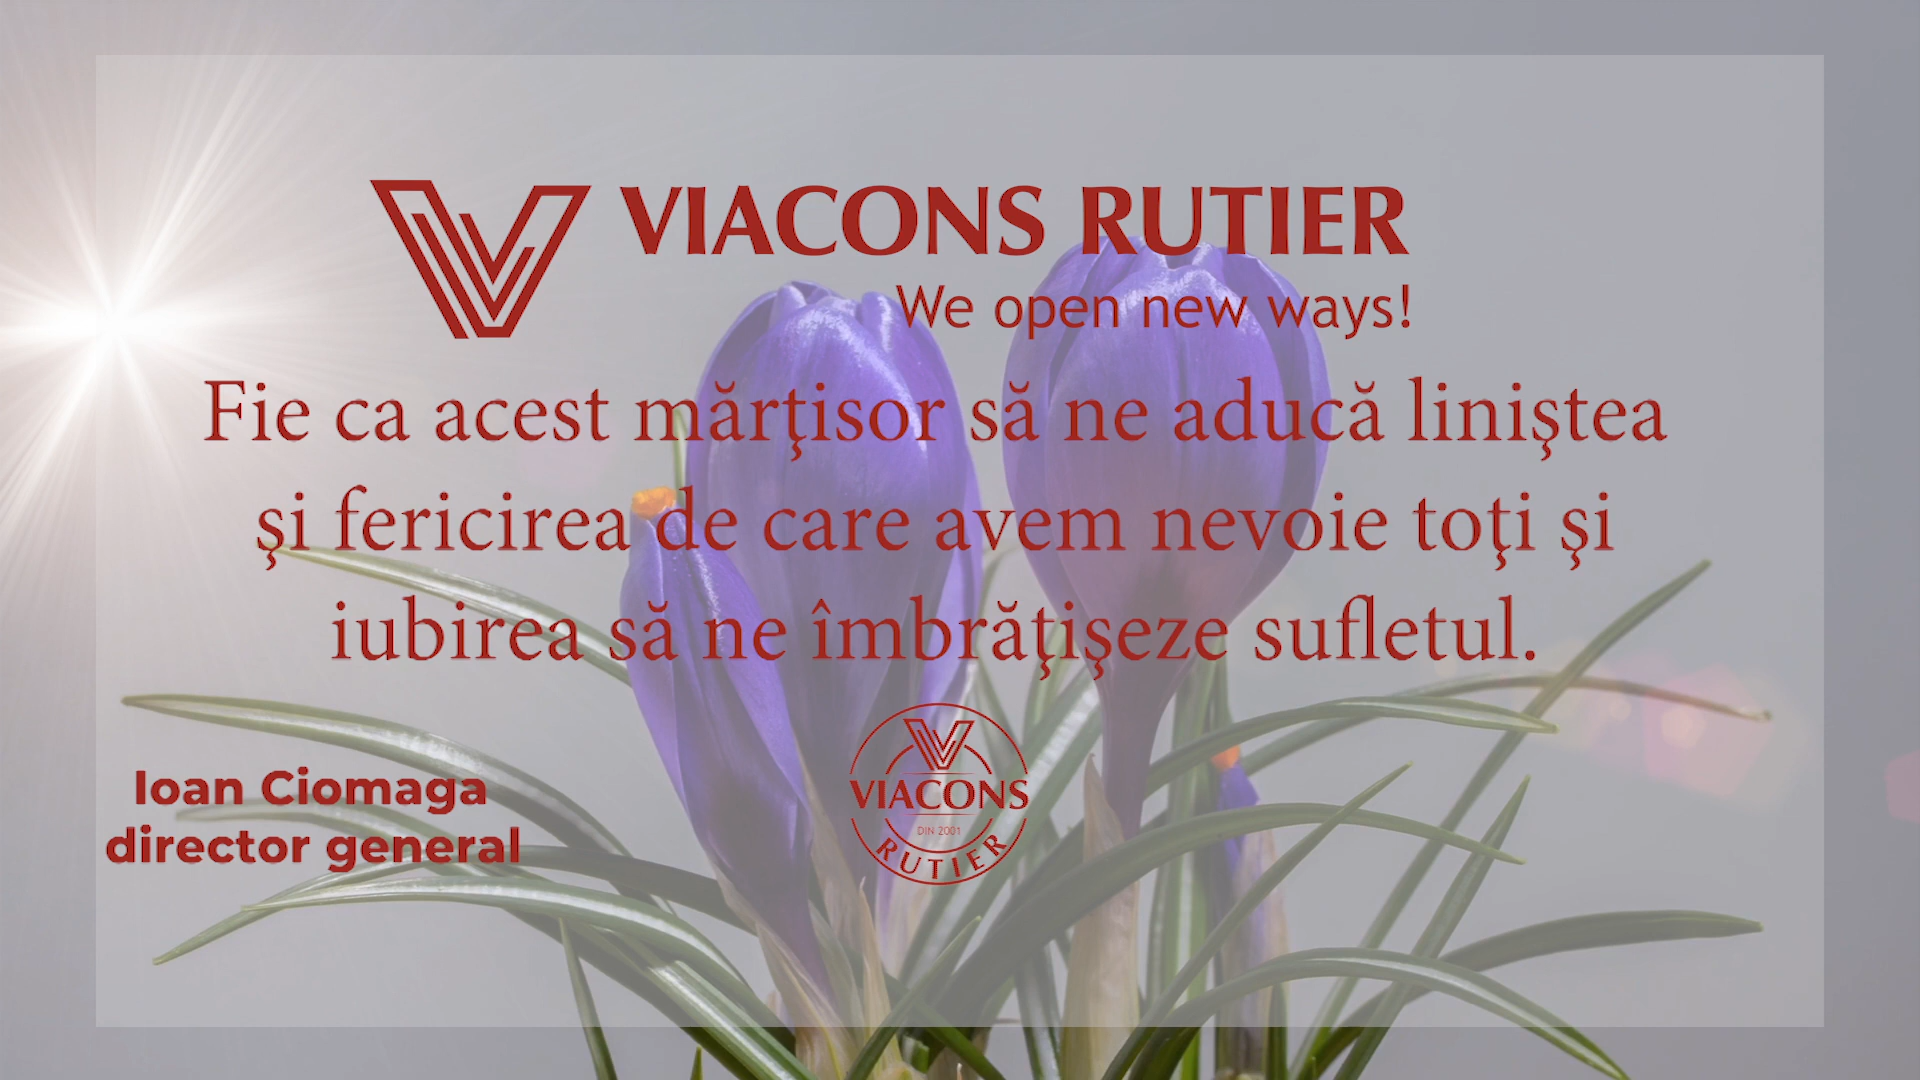 VIACONS RUTIER
We open new ways!
Fie ca acest mărţisor să ne aducă liniştea
şi fericirea de care avem nevoie toţi şi
iubirea să ne îmbrăţişeze sufletul.
Ioan Ciomaga
director general
VIACONS
DIN 2001
RUTIER